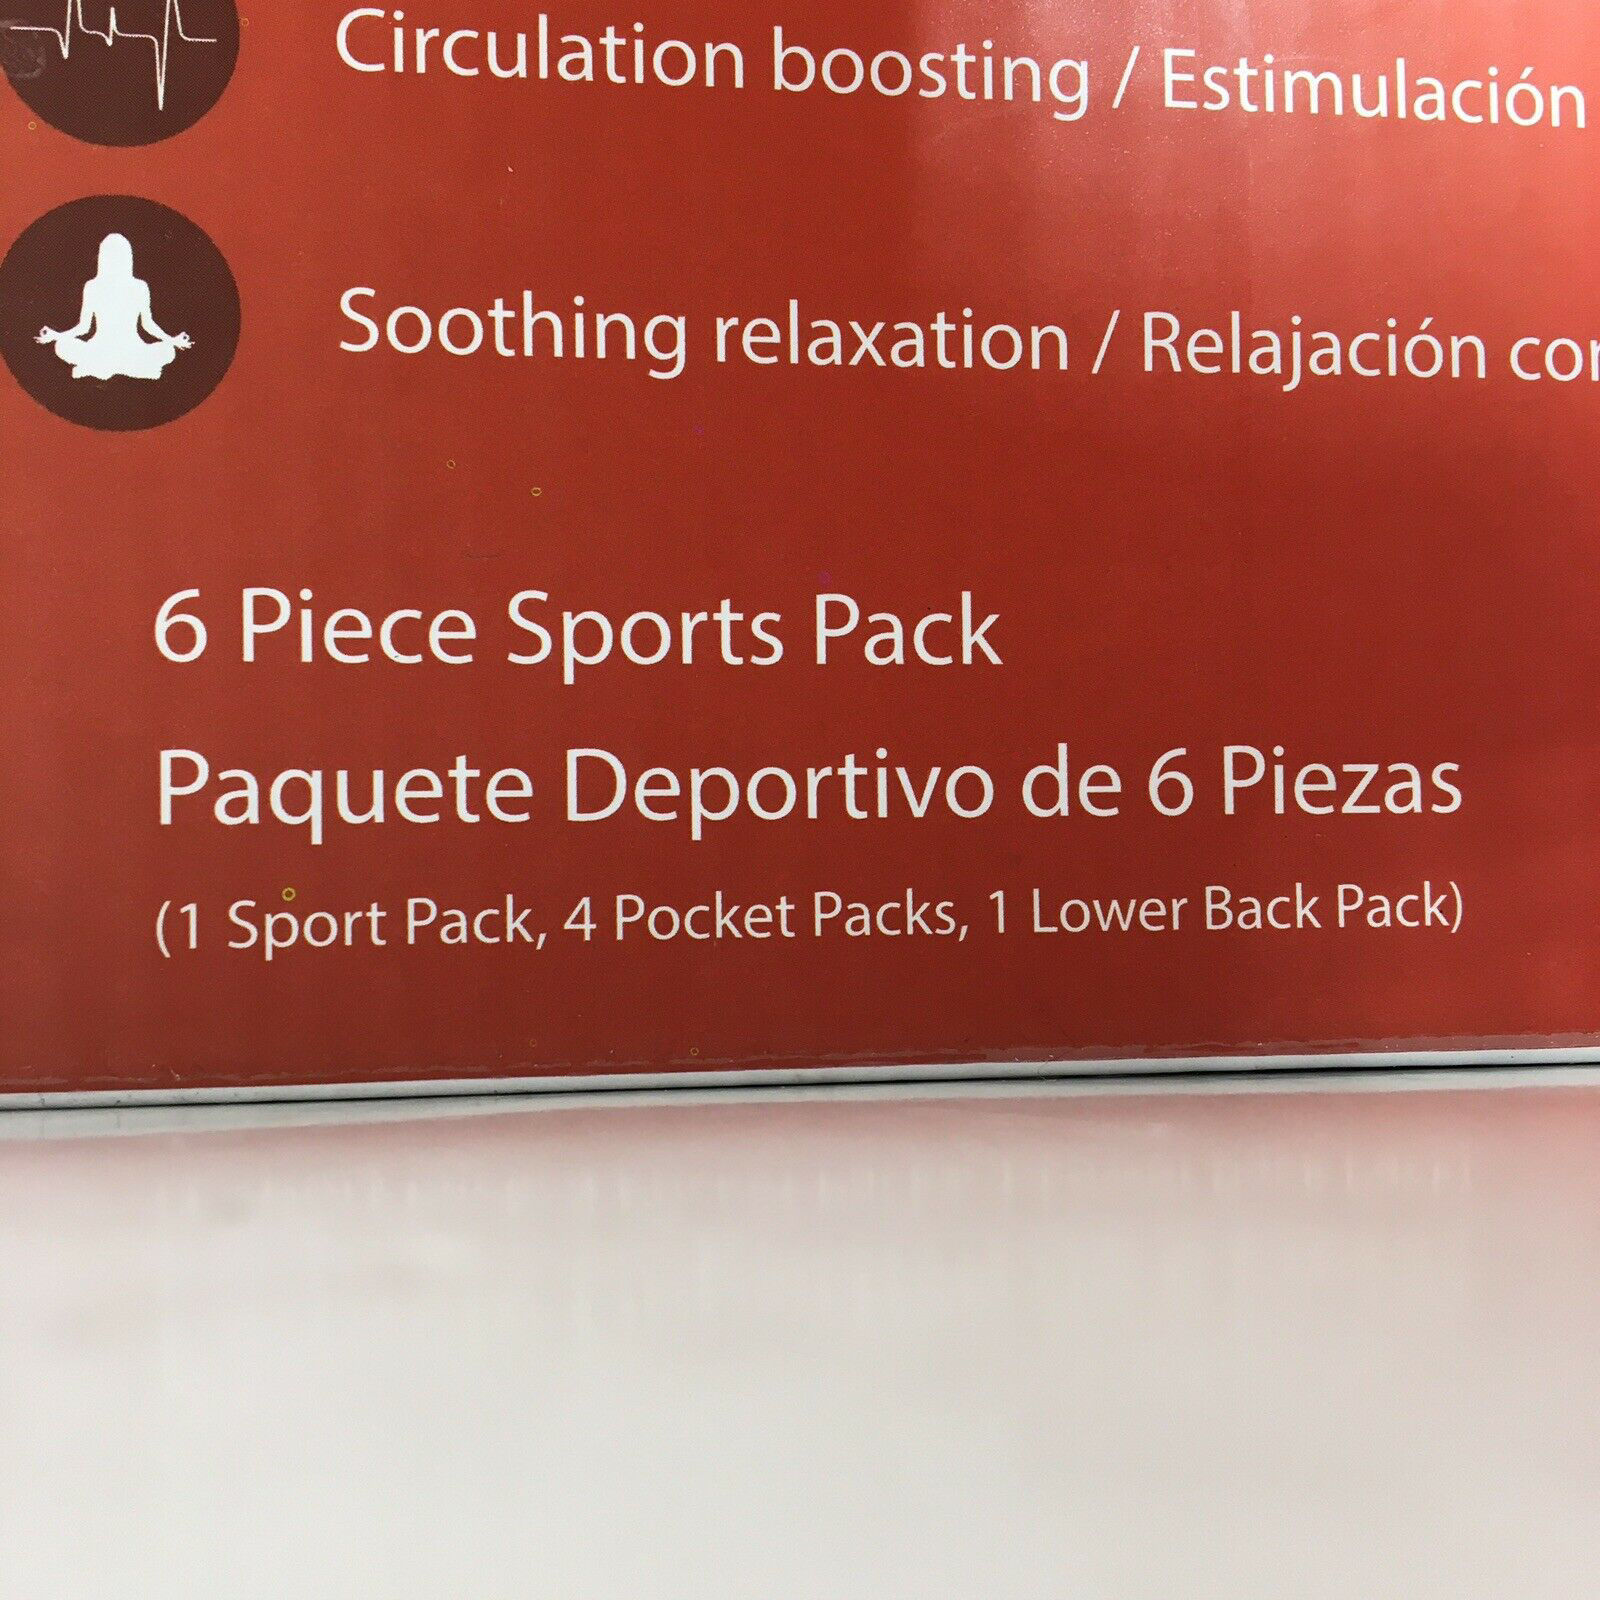 Circulation boosting / Estimulación
Soothing relaxation / Relajación
6 Piece Sports Pack
Paquete Deportivo de 6 Piezas
(1 Sport Pack, 4 Pocket Packs, 1 Lower Back Pack)